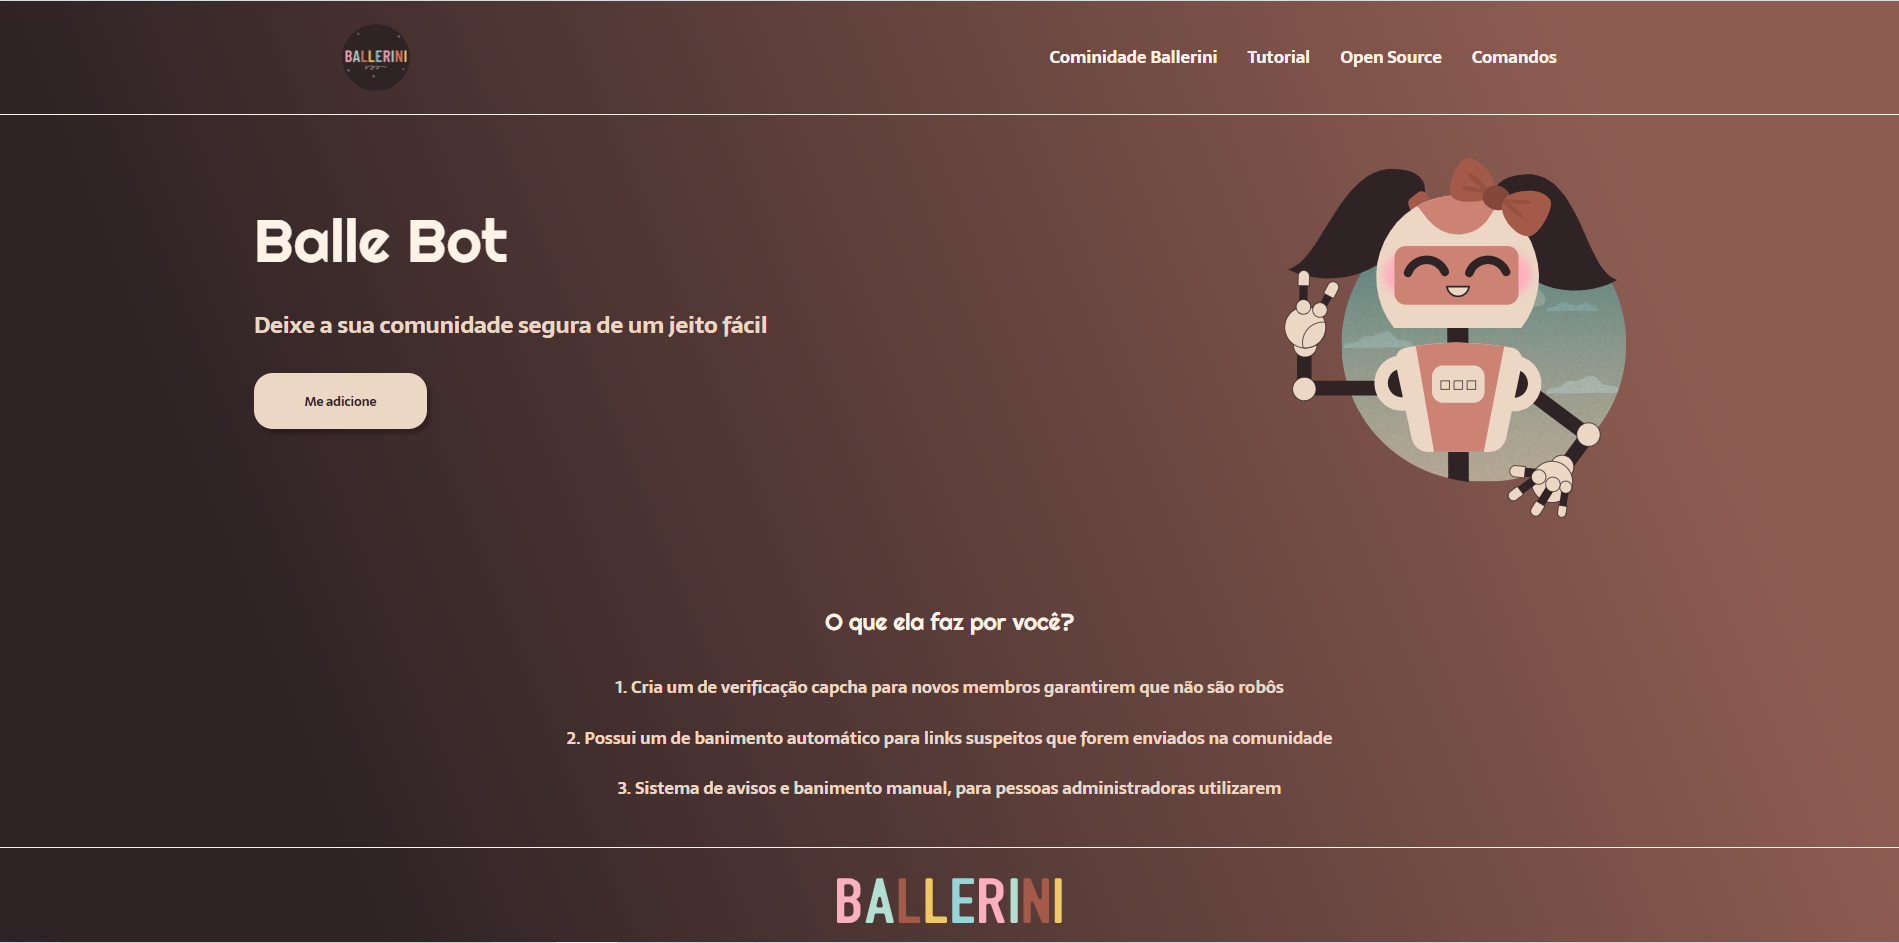 BALLERINI
Cominidade Ballerini Tutorial Open Source Comandos
Balle Bot
Deixe a sua comunidade segura de um jeito fácil
Me adicione
O que ela faz por você?
1. Cria um de verificação capcha para novos membros garantirem que não são robôs
2. Possui um de banimento automático para links suspeitos que forem enviados na comunidade
3. Sistema de avisos e banimento manual, para pessoas administradoras utilizarem
BALLERINI